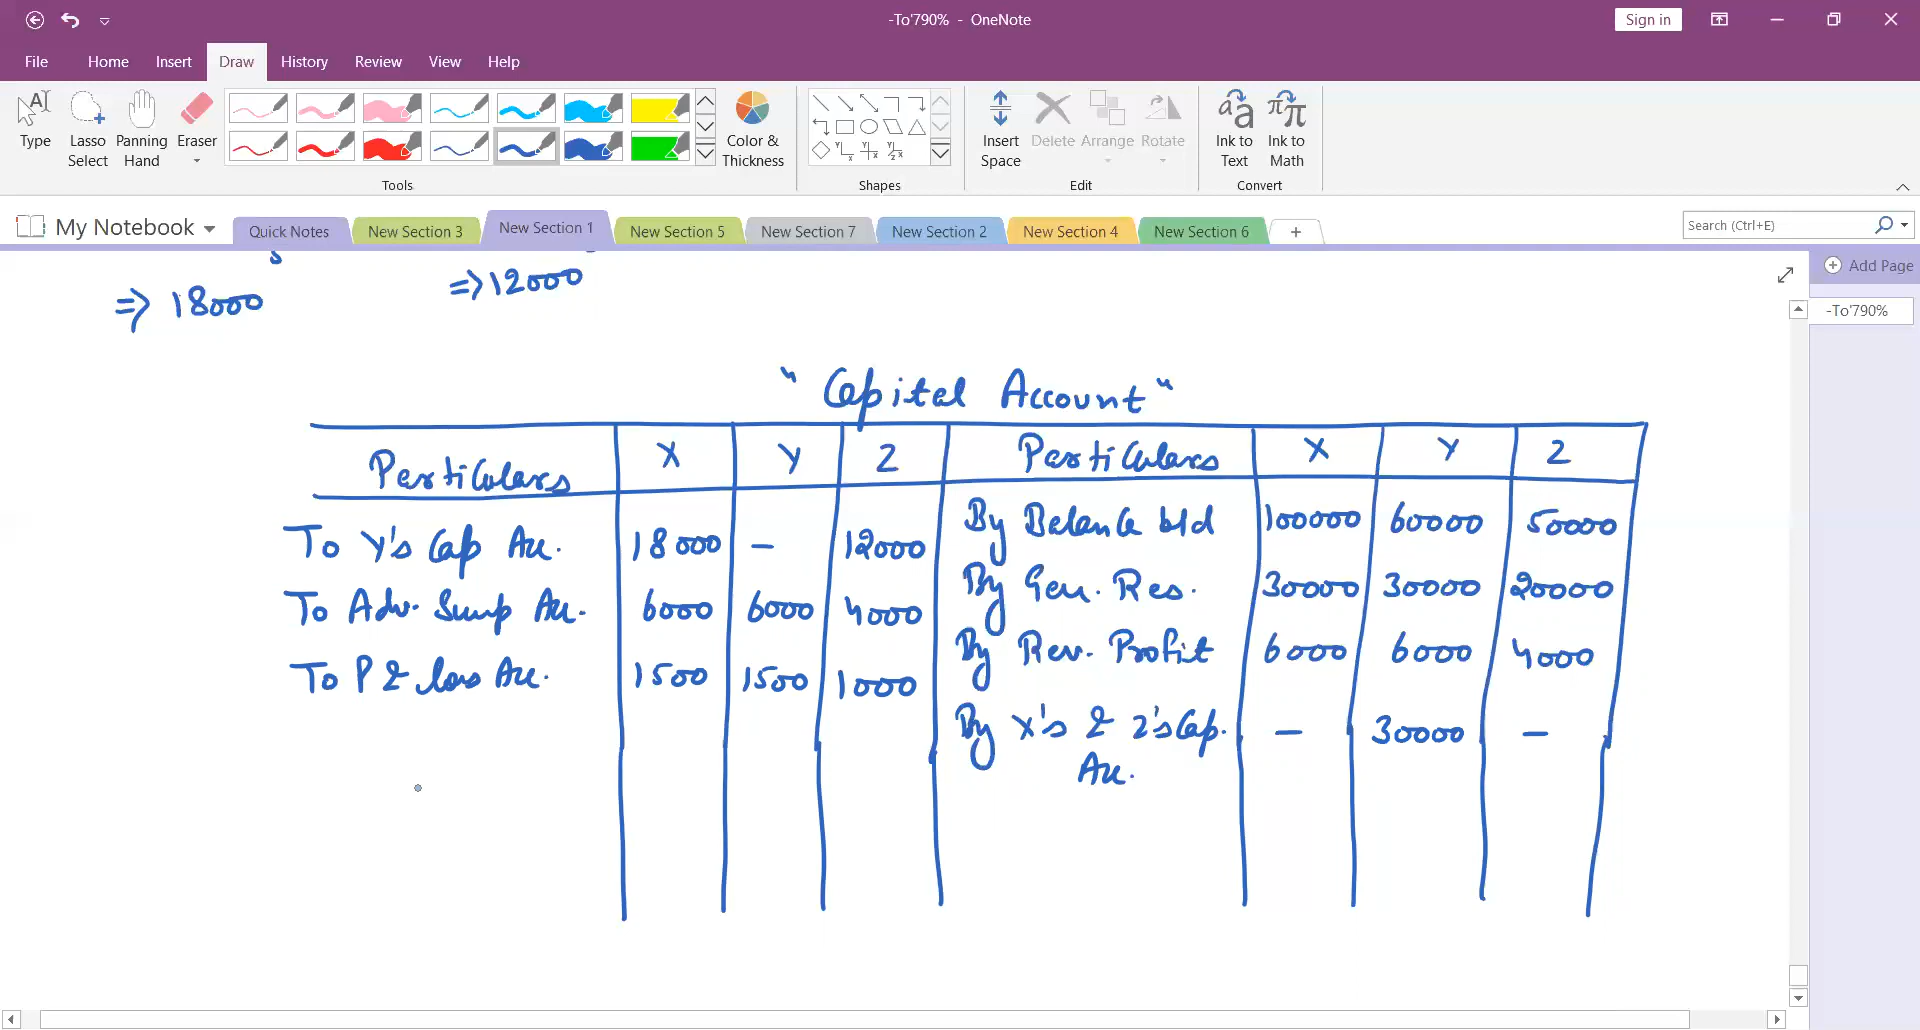 -To'790% - OneNote
Sign in
File Home Insert Draw History Review View Help
Type
Lasso Select
Panning Hand
Eraser
Color & Thickness
Insert Space
Delete
Arrange
Rotate
Ink to Text
Ink to Math
Tools
Shapes
Edit
Convert
My Notebook
Quick Notes
New Section 3
New Section 1
New Section 5
New Section 7
New Section 2
New Section 4
New Section 6
+
Search (Ctrl+E)
Add Page
-To'790%
=> 18000
=> 12000
"Capital Account"
Particulars X Y Z Particulars X Y Z
To Y's Cap Acc. 18000 - 12000 By Balance b/d 100000 60000 50000
To Adv. Susp Acc. 6000 6000 4000 By Gen. Res. 30000 30000 20000
To P & loss Acc. 1500 1500 1000 By Rev. Profit 6000 6000 4000
By X's & Z's Cap. - 30000 -
Acc.